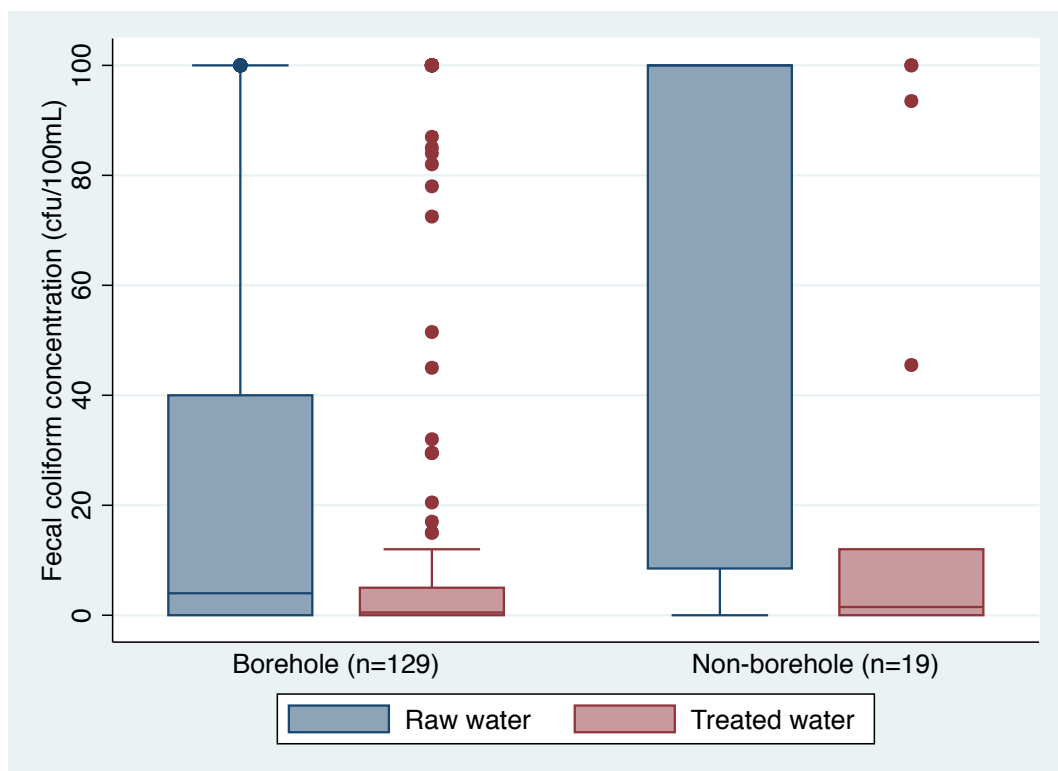 Fecal coliform concentration (cfu/100mL)
100
80
60
40
20
0
Borehole (n=129)
Non-borehole (n=19)
Raw water
Treated water